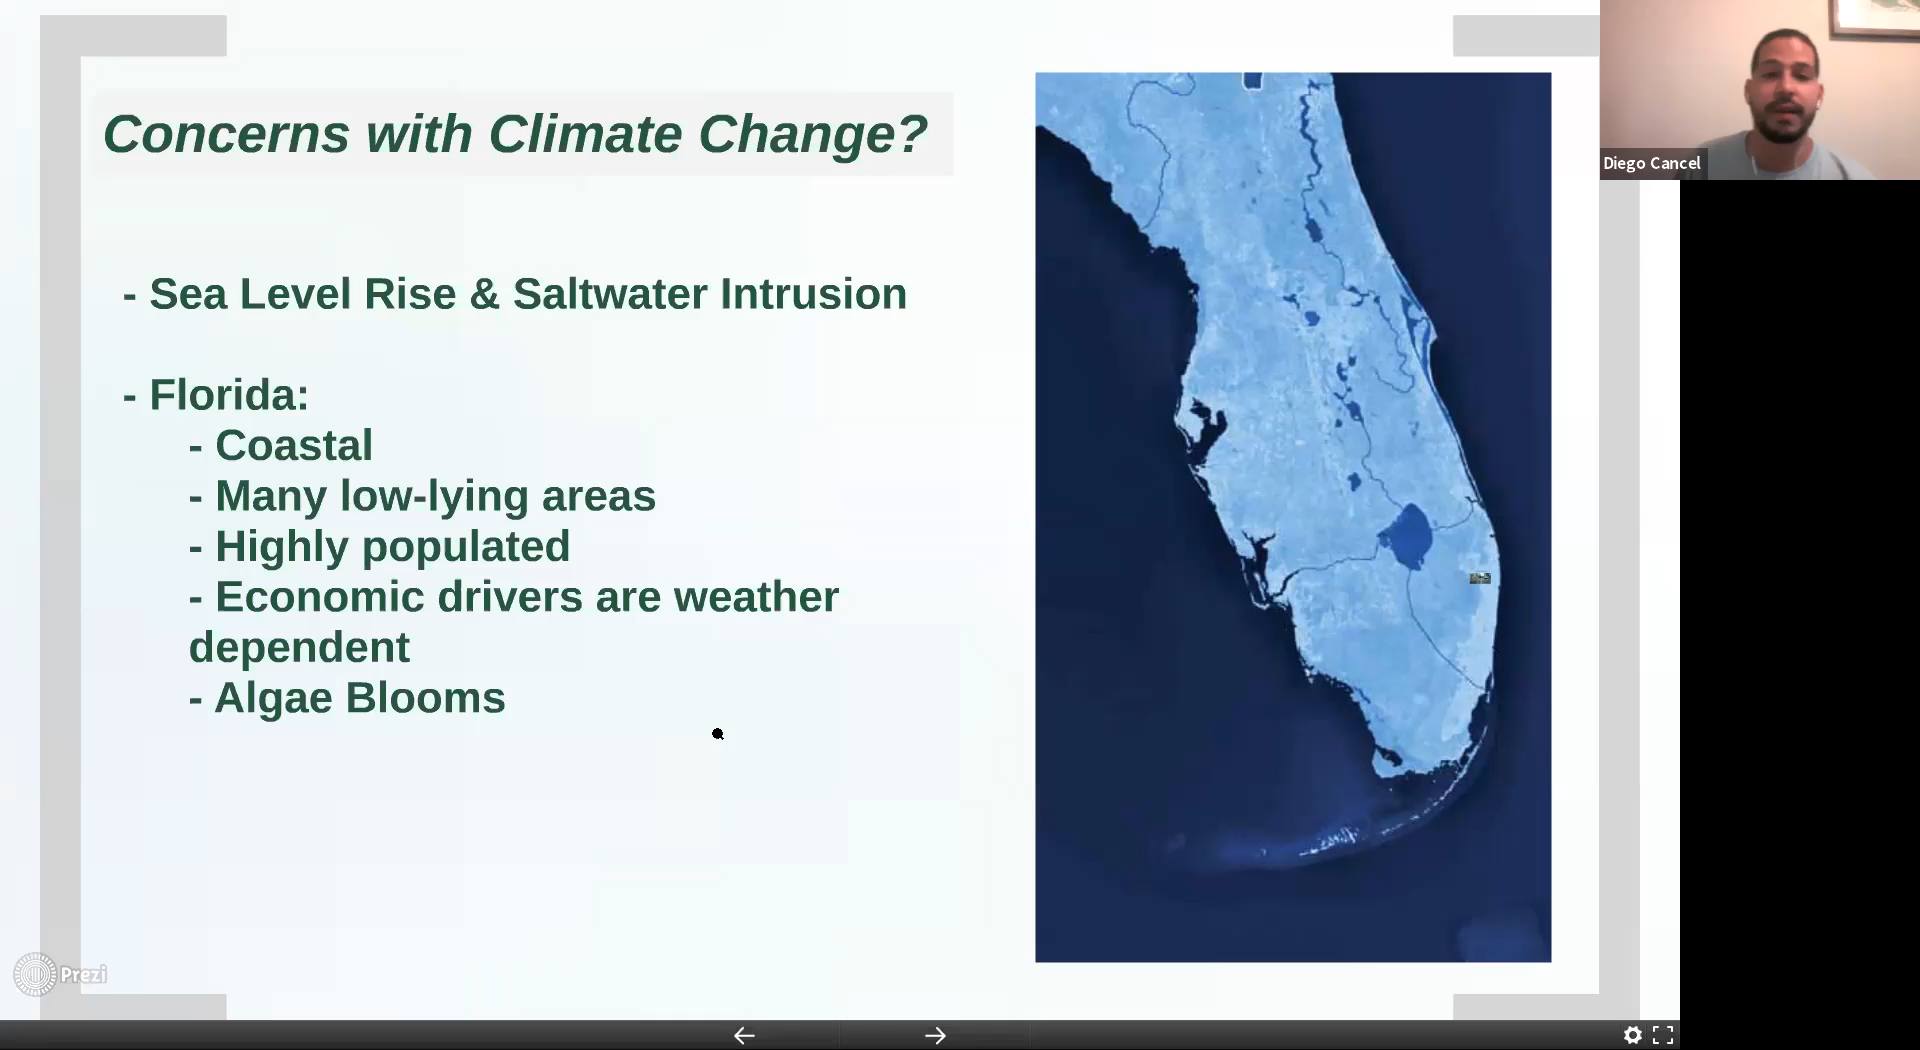 Concerns with Climate Change?
- Sea Level Rise & Saltwater Intrusion
- Florida:
- Coastal
- Many low-lying areas
- Highly populated
- Economic drivers are weather
dependent
- Algae Blooms
Diego Cancel
Prezi